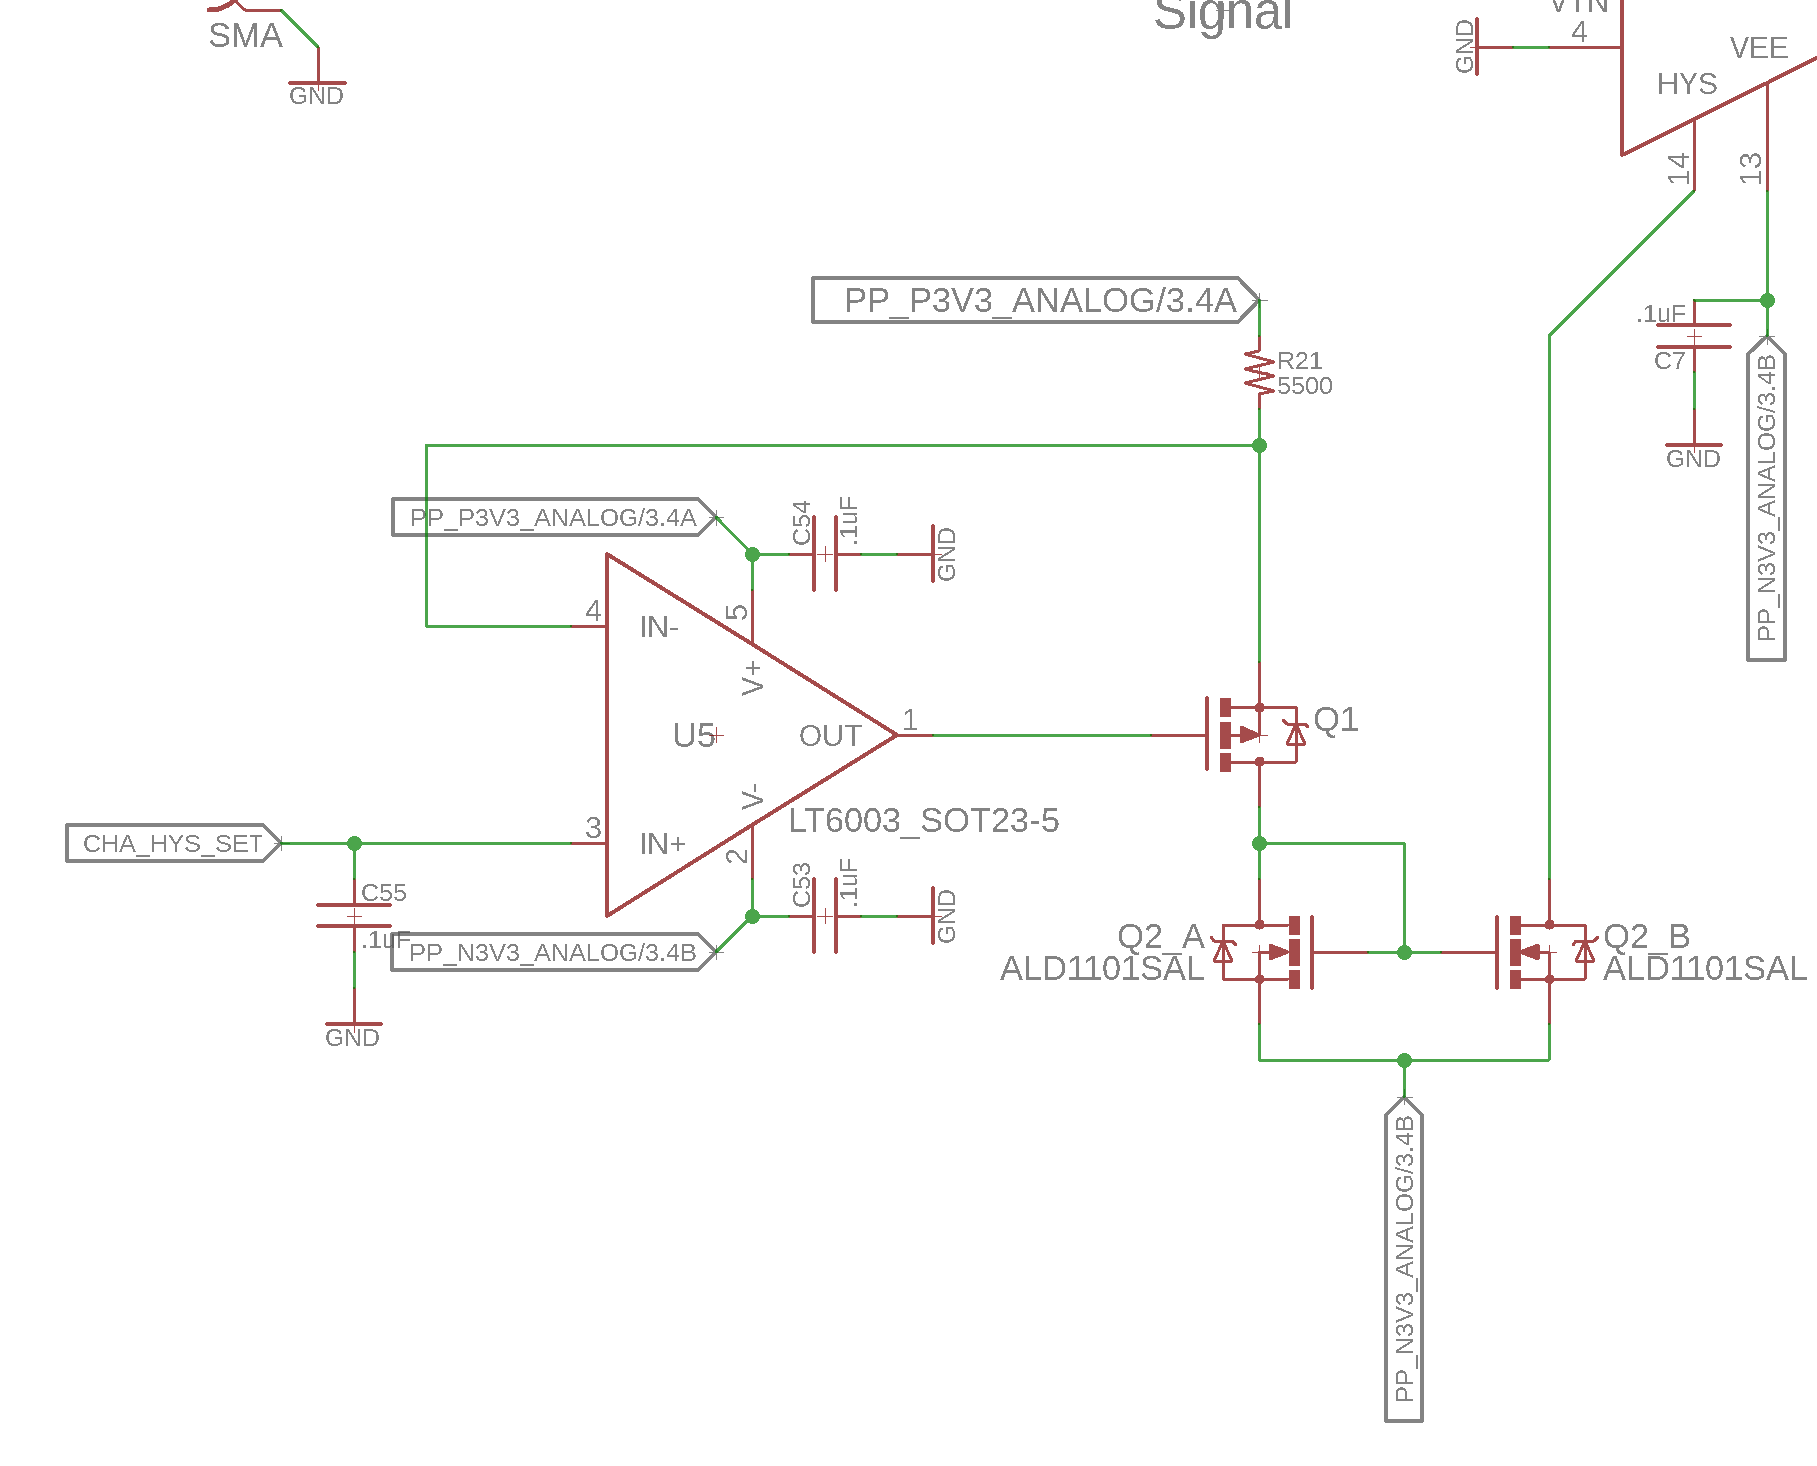 Signal
VTN
SMA
GND
GND
4
VEE
HYS
14
13
PP_P3V3_ANALOG/3.4A
.1uF
C7
GND
PP_N3V3_ANALOG/3.4B
R21
5500
PP_P3V3_ANALOG/3.4A
C54
.1uF
GND
4
IN-
5
V+
U5
OUT
1
Q1
V-
LT6003_SOT23-5
CHA_HYS_SET
3
IN+
2
C55
.1uF
PP_N3V3_ANALOG/3.4B
C53
.1uF
GND
GND
Q2_A
ALD1101SAL
Q2_B
ALD1101SAL
PP_N3V3_ANALOG/3.4B